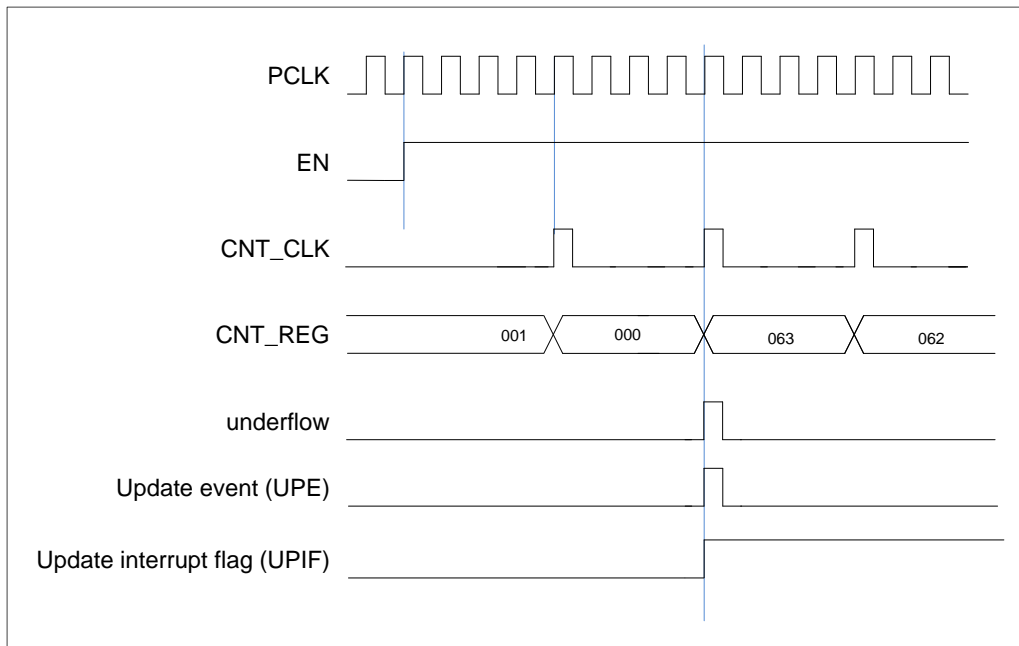 PCLK
EN
CNT_CLK
CNT_REG
001
000
063
062
underflow
Update event (UPE)
Update interrupt flag (UPIF)